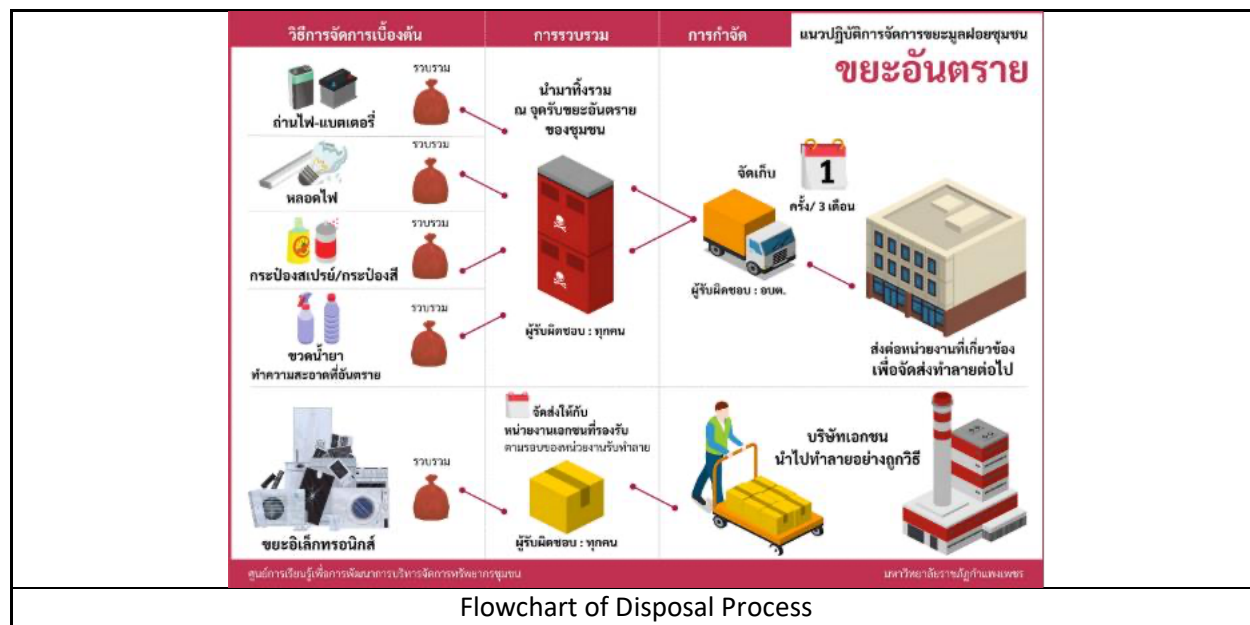 วิธีการจัดการเบื้องต้น
การรวบรวม
การกำจัด
แนวปฏิบัติการจัดการขยะมูลฝอยชุมชน
ขยะอันตราย
รวบรวม
ถ่านไฟ-แบตเตอรี่
นำมาทิ้งรวม
ณ จุดรับขยะอันตราย
ของชุมชน
รวบรวม
หลอดไฟ
รวบรวม
กระป๋องสเปรย์/กระป๋องสี
รวบรวม
ขวดน้ำยา
ทำความสะอาดที่อันตราย
ผู้รับผิดชอบ : ทุกคน
จัดเก็บ
1
ครั้ง/ 3 เดือน
ผู้รับผิดชอบ : อบต.
ส่งต่อหน่วยงานที่เกี่ยวข้อง
เพื่อจัดส่งทำลายต่อไป
รวบรวม
ขยะอิเล็กทรอนิกส์
จัดส่งให้กับ
หน่วยงานเอกชนที่รองรับ
ตามรอบของหน่วยงานรับทำลาย
ผู้รับผิดชอบ : ทุกคน
บริษัทเอกชน
นำไปทำลายอย่างถูกวิธี
ศูนย์การเรียนรู้เพื่อการพัฒนาการบริหารจัดการทรัพยากรชุมชน
มหาวิทยาลัยราชภัฏกำแพงเพชร
Flowchart of Disposal Process